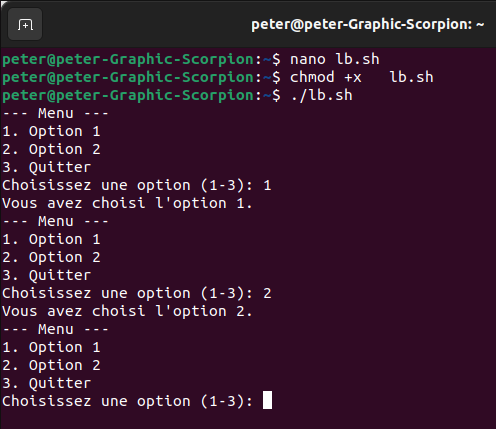 peter@peter-Graphic-Scorpion: ~
peter@peter-Graphic-Scorpion:~$ nano lb.sh
peter@peter-Graphic-Scorpion:~$ chmod +x   lb.sh
peter@peter-Graphic-Scorpion:~$ ./lb.sh
--- Menu ---
1. Option 1
2. Option 2
3. Quitter
Choisissez une option (1-3): 1
Vous avez choisi l'option 1.
--- Menu ---
1. Option 1
2. Option 2
3. Quitter
Choisissez une option (1-3): 2
Vous avez choisi l'option 2.
--- Menu ---
1. Option 1
2. Option 2
3. Quitter
Choisissez une option (1-3):